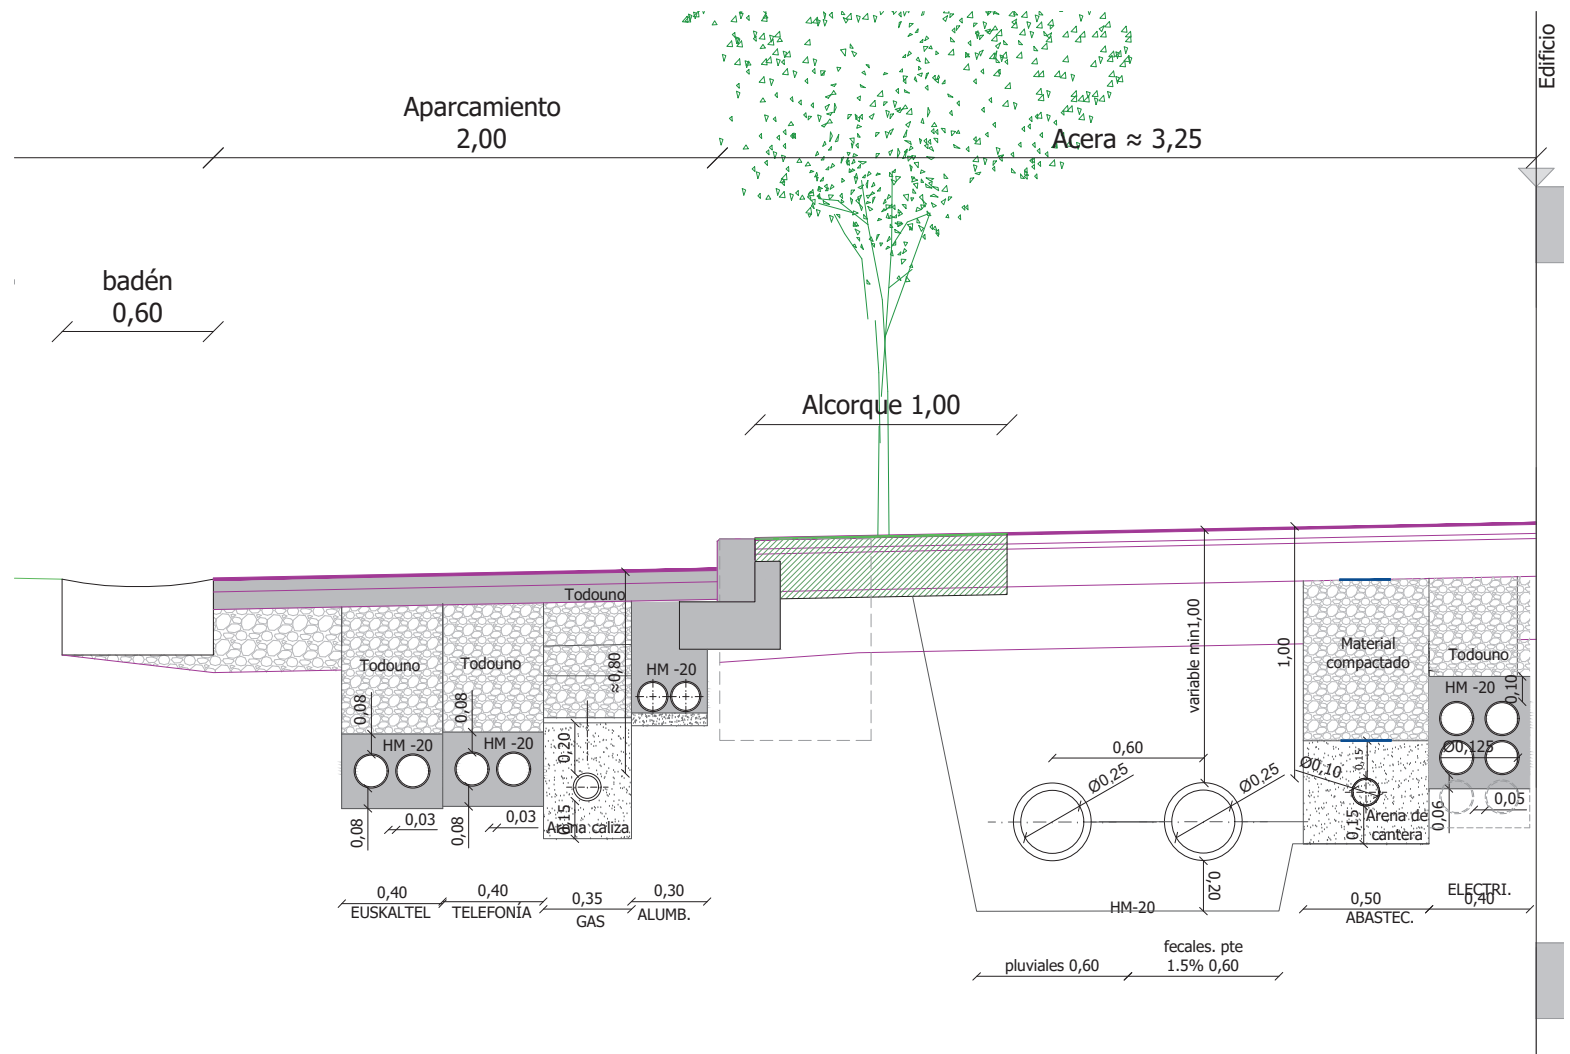 Edificio
Aparcamiento
2,00
Acera ≈ 3,25
badén
0,60
Alcorque 1,00
Todouno
Todouno
Todouno
≈0,80
HM -20
variable min1,00
1,00
Material
compactado
Todouno
HM -20
0,10
0,08
0,08
HM -20
HM -20
0,20
0,60
Ø0,25
Ø0,25
Ø0,10
0,15
Ø0,125
0,08
0,03
0,08
0,03
0,15
Arena caliza
0,15
Arena de
cantera
0,06
0,05
0,20
HM-20
0,40
EUSKALTEL
0,40
TELEFONÍA
0,35
GAS
0,30
ALUMB.
0,50
ABASTEC.
ELECTRI.
0,40
pluviales 0,60
fecales. pte
1.5% 0,60